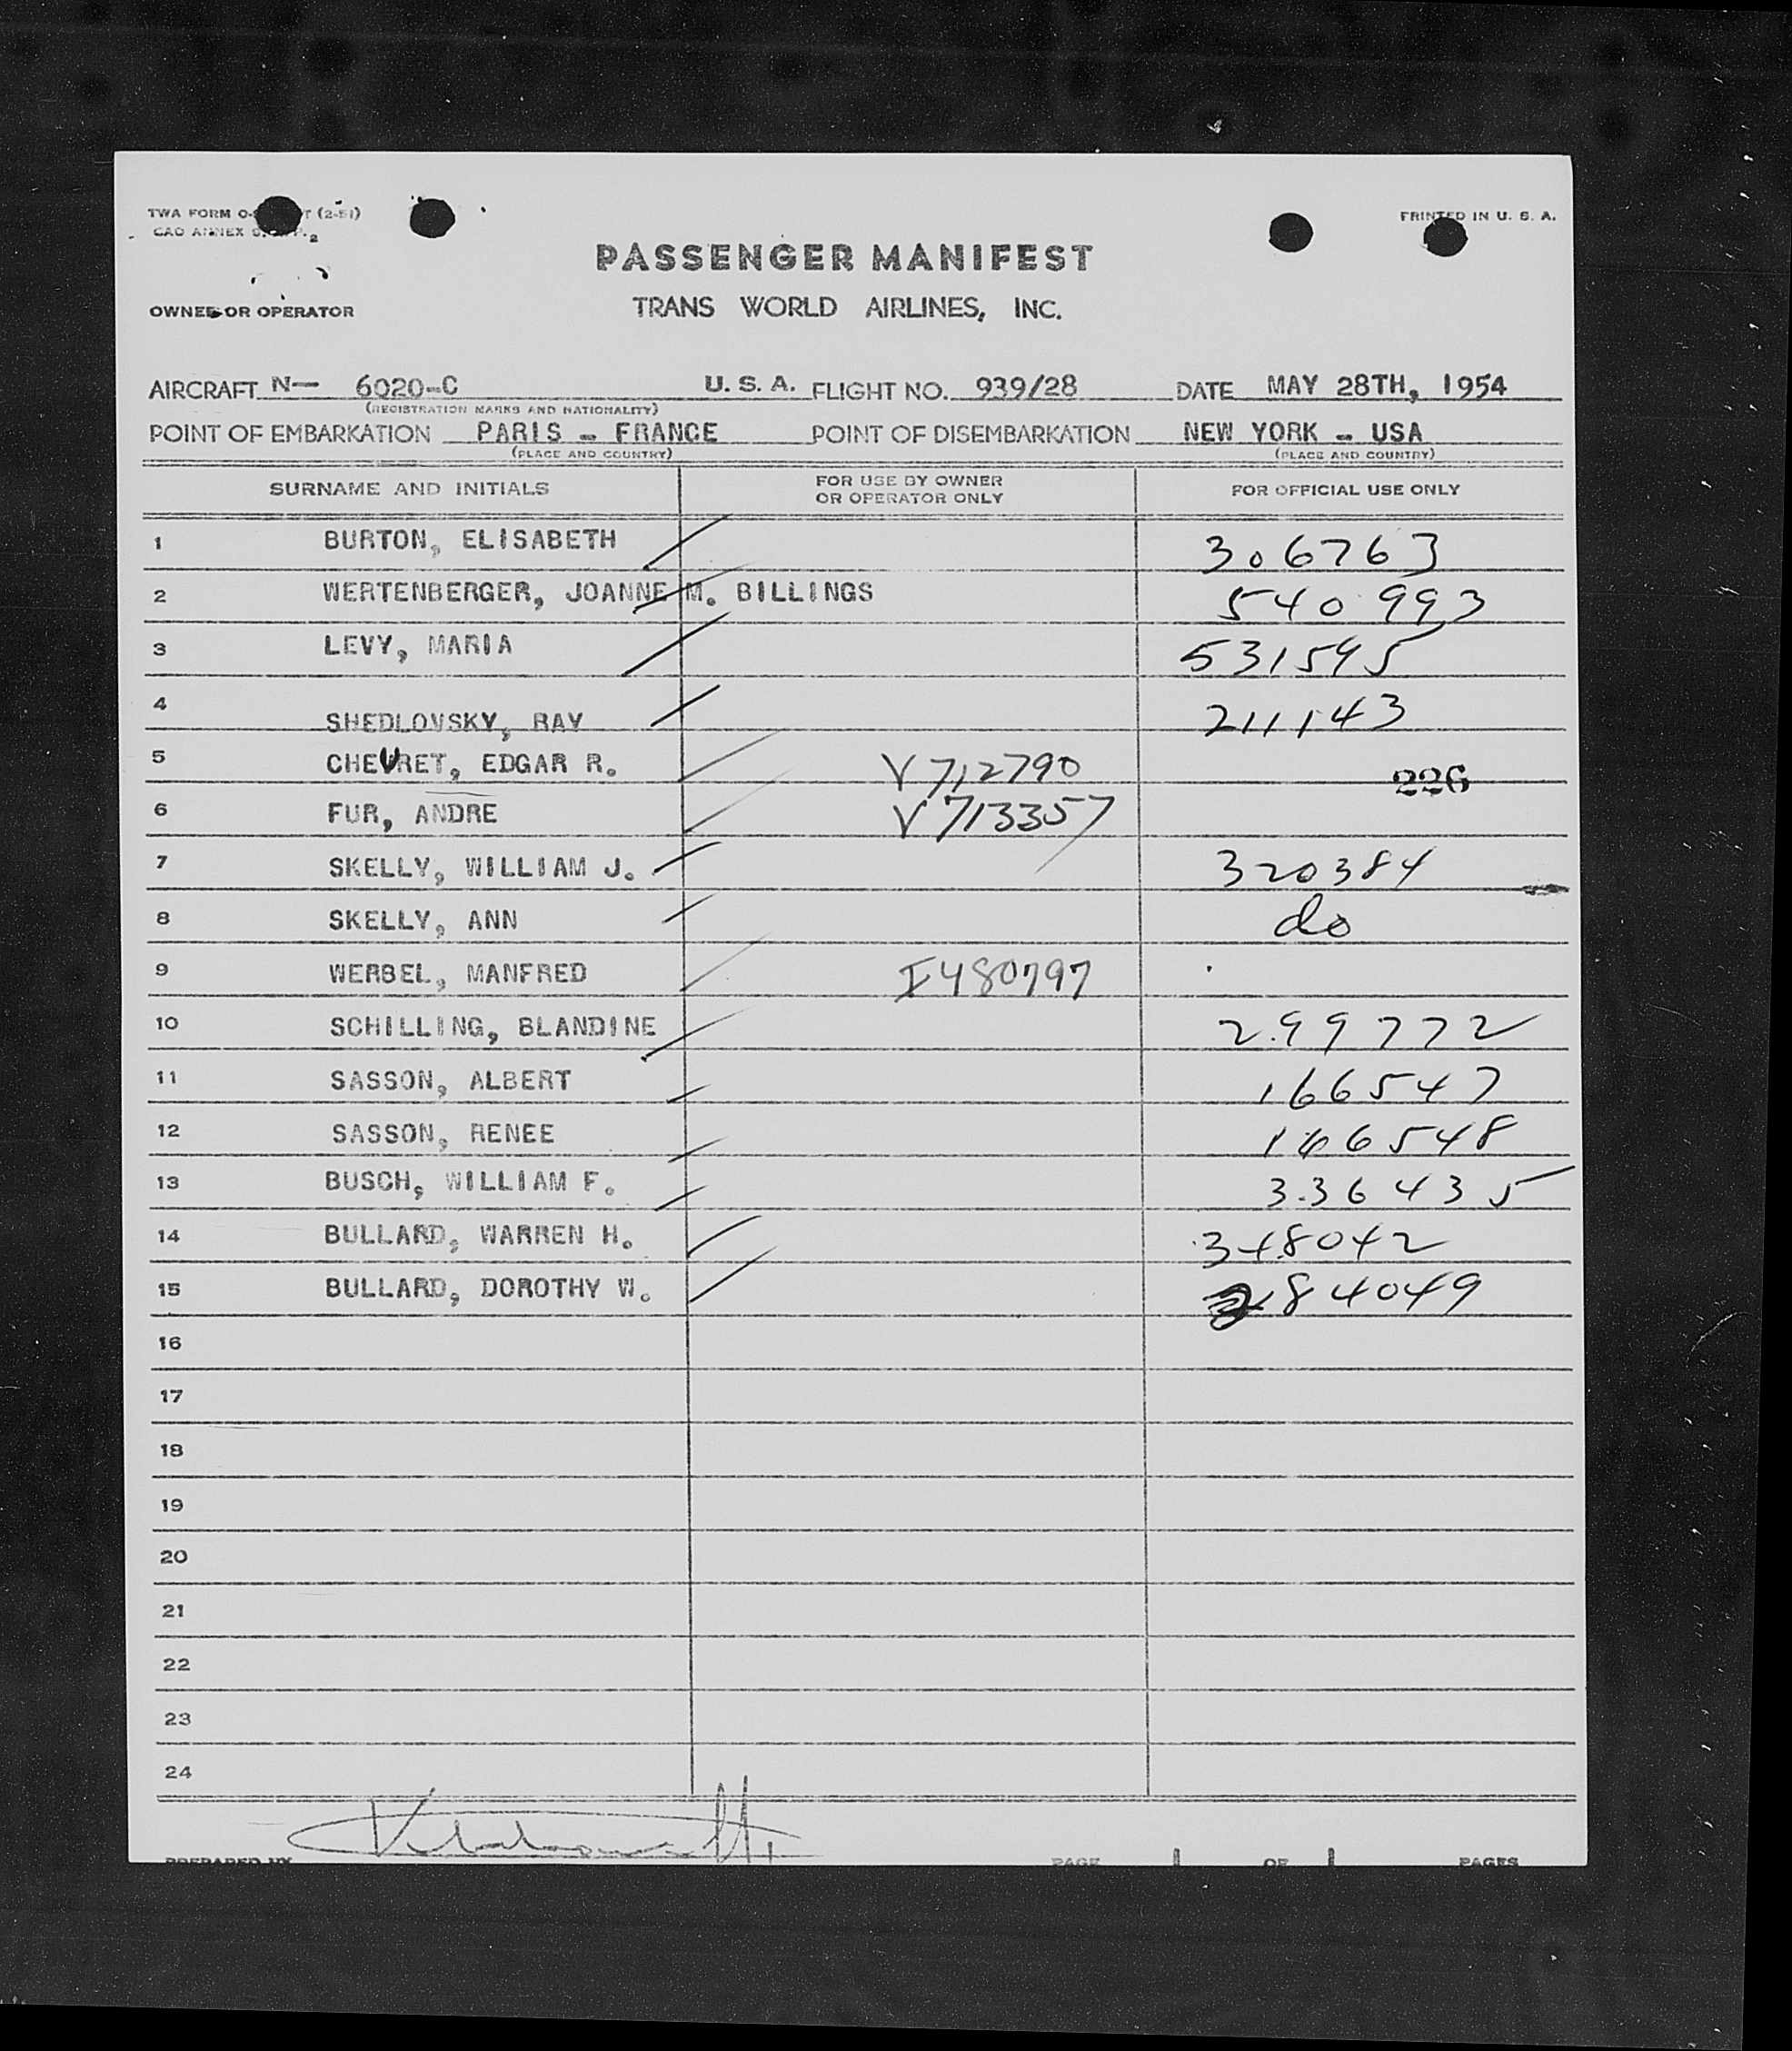 TWA FORM O- T (2-51)
PRINTED IN U. S. A.
CAO ANNEX 9.
PASSENGER MANIFEST
OWNER OR OPERATOR
TRANS WORLD AIRLINES, INC.
AIRCRAFT N— 6020-C U. S. A. FLIGHT NO. 939/28 DATE MAY 28TH, 1954
(REGISTRATION MARKS AND NATIONALITY)
POINT OF EMBARKATION PARIS - FRANCE POINT OF DISEMBARKATION NEW YORK - USA
(PLACE AND COUNTRY) (PLACE AND COUNTRY)
SURNAME AND INITIALS FOR USE BY OWNER OR OPERATOR ONLY FOR OFFICIAL USE ONLY
1 BURTON, ELISABETH 306763
2 WERTENBERGER, JOANNE M. BILLINGS 540993
3 LEVY, MARIA 531595
4 SHEDLOVSKY, RAY 211143
5 CHEVRET, EDGAR R. V 712790 226
6 FUR, ANDRE V 713357
7 SKELLY, WILLIAM J. 320384
8 SKELLY, ANN do
9 WERBEL, MANFRED I480797
10 SCHILLING, BLANDINE 299772
11 SASSON, ALBERT 166547
12 SASSON, RENEE 166548
13 BUSCH, WILLIAM F. 336435
14 BULLARD, WARREN H. 348042
15 BULLARD, DOROTHY W. 84049
16
17
18
19
20
21
22
23
24
PREPARED BY PAGE 1 OF 1 PAGES